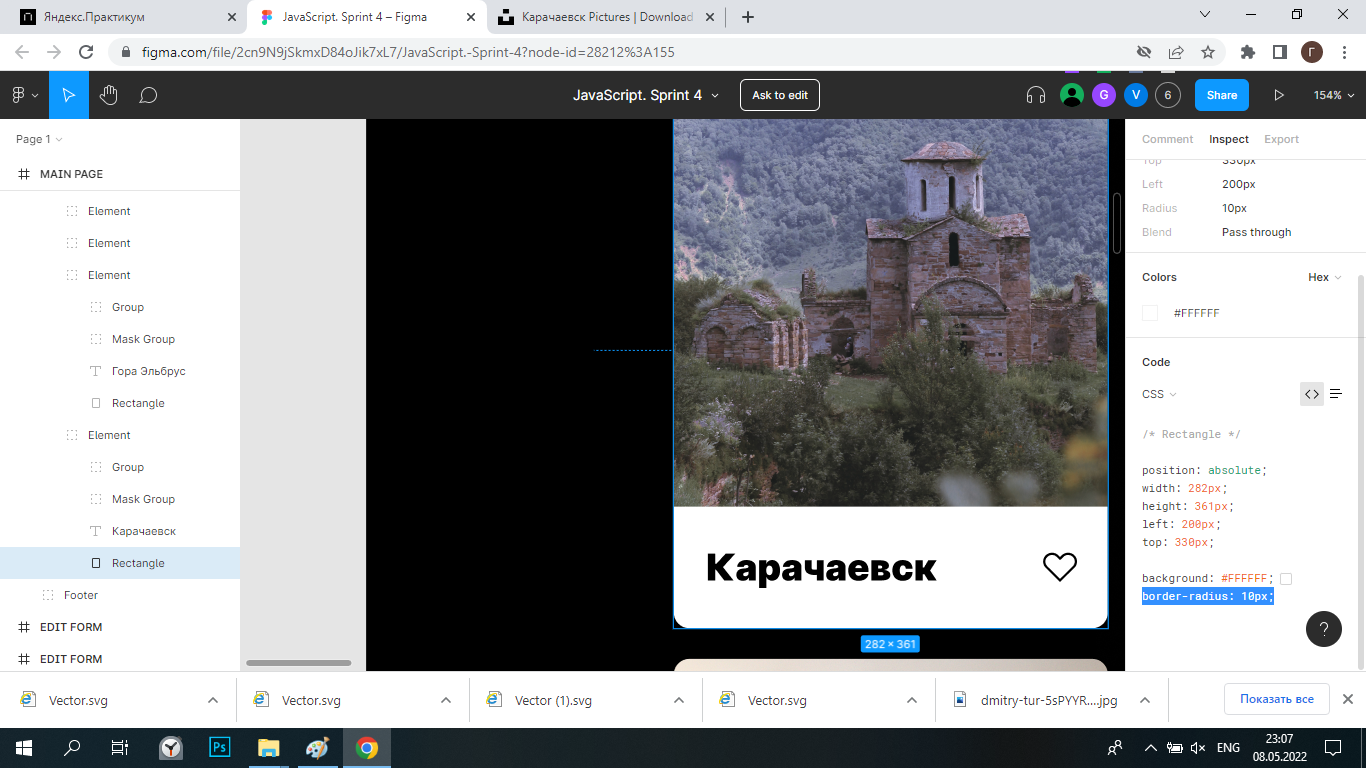 Яндекс.Практикум
JavaScript. Sprint 4 – Figma
Карачаевск Pictures | Download
figma.com/file/2cn9N9jSkmxD84oJik7xL7/JavaScript.-Sprint-4?node-id=28212%3A155
Г
JavaScript. Sprint 4
Ask to edit
G
V
6
Share
154%
Page 1
MAIN PAGE
Element
Element
Element
Group
Mask Group
Гора Эльбрус
Rectangle
Element
Group
Mask Group
Карачаевск
Rectangle
Footer
EDIT FORM
EDIT FORM
Карачаевск
282 × 361
Comment Inspect Export
Top 330px
Left 200px
Radius 10px
Blend Pass through
Colors Hex
#FFFFFF
Code
CSS
/* Rectangle */
position: absolute;
width: 282px;
height: 361px;
left: 200px;
top: 330px;
background: #FFFFFF;
border-radius: 10px;
?
Vector.svg
Vector.svg
Vector (1).svg
Vector.svg
dmitry-tur-5sPYYR....jpg
Показать все
Ps
ENG
23:07
08.05.2022